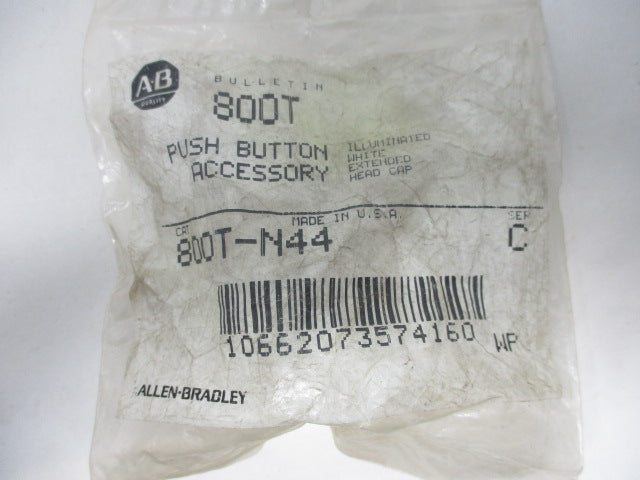 A-B
QUALITY
BULLETIN
800T
PUSH BUTTON
ACCESSORY
ILLUMINATED
WHITE
EXTENDED
HEAD CAP
MADE IN U.S.A.
CAT
800T-N44
SER
C
10662073574160
WP
ALLEN-BRADLEY